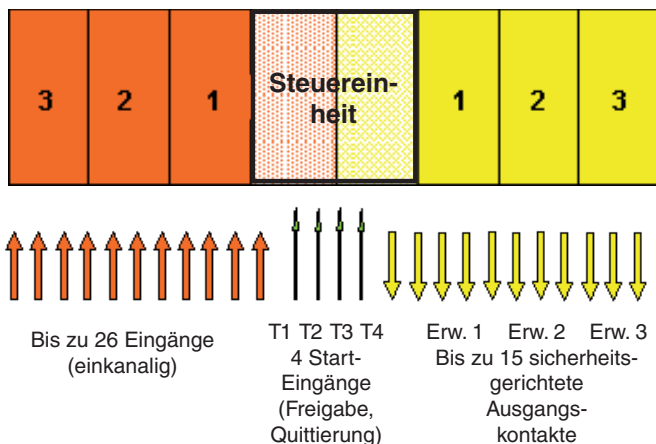 3 2 1 Steuerein-
heit 1 2 3
Bis zu 26 Eingänge
(einkanalig)
T1 T2 T3 T4
4 Start-
Eingänge
(Freigabe,
Quittierung)
Erw. 1 Erw. 2 Erw. 3
Bis zu 15 sicherheits-
gerichtete
Ausgangs-
kontakte